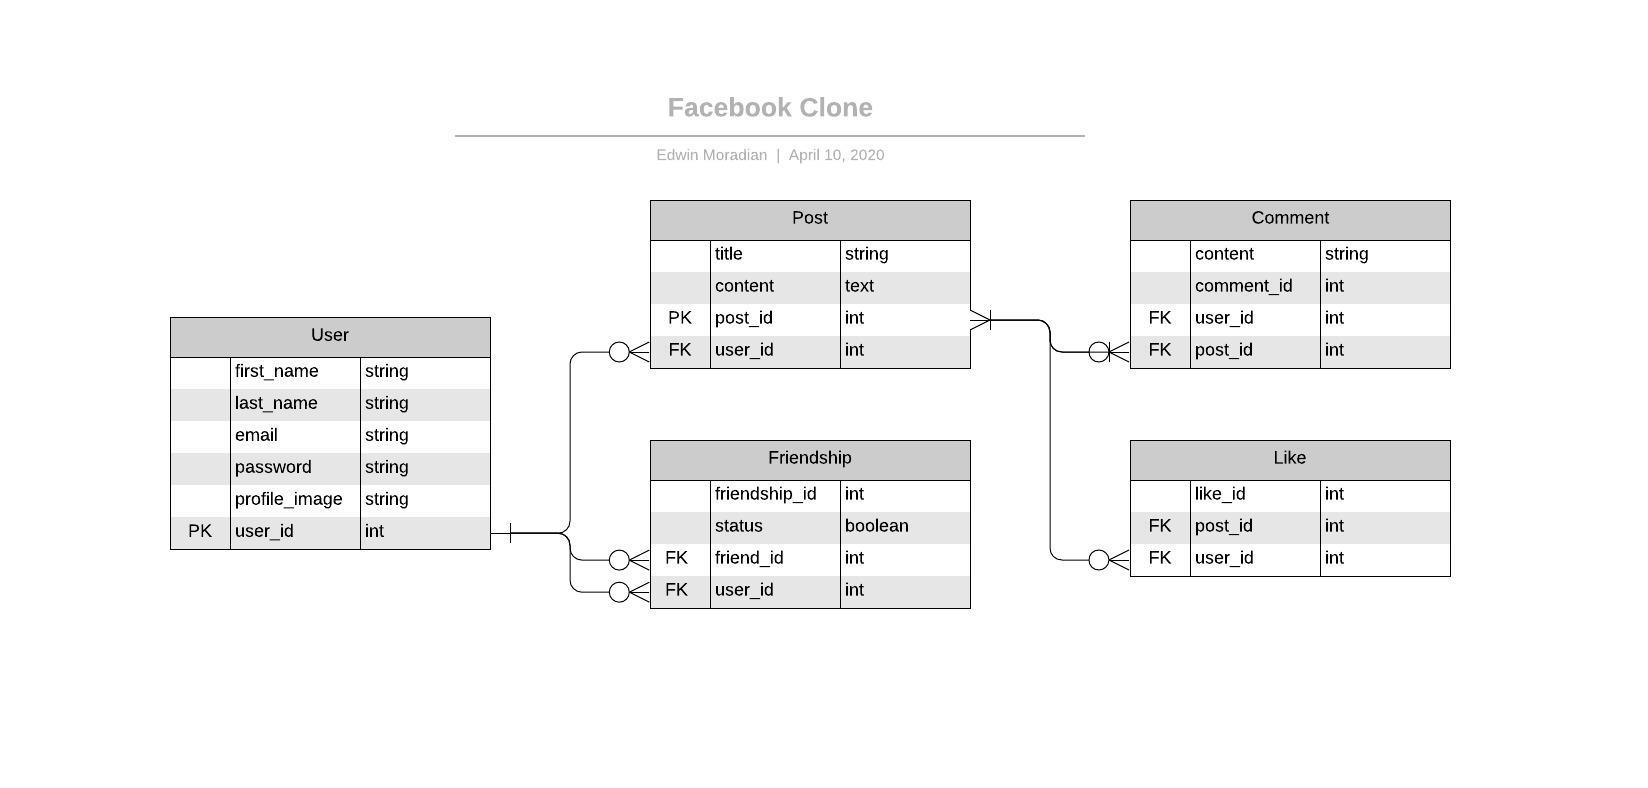 Facebook Clone
Edwin Moradian | April 10, 2020
User
first_name string
last_name string
email string
password string
profile_image string
PK user_id int
Post
title string
content text
PK post_id int
FK user_id int
Friendship
friendship_id int
status boolean
FK friend_id int
FK user_id int
Comment
content string
comment_id int
FK user_id int
FK post_id int
Like
like_id int
FK post_id int
FK user_id int